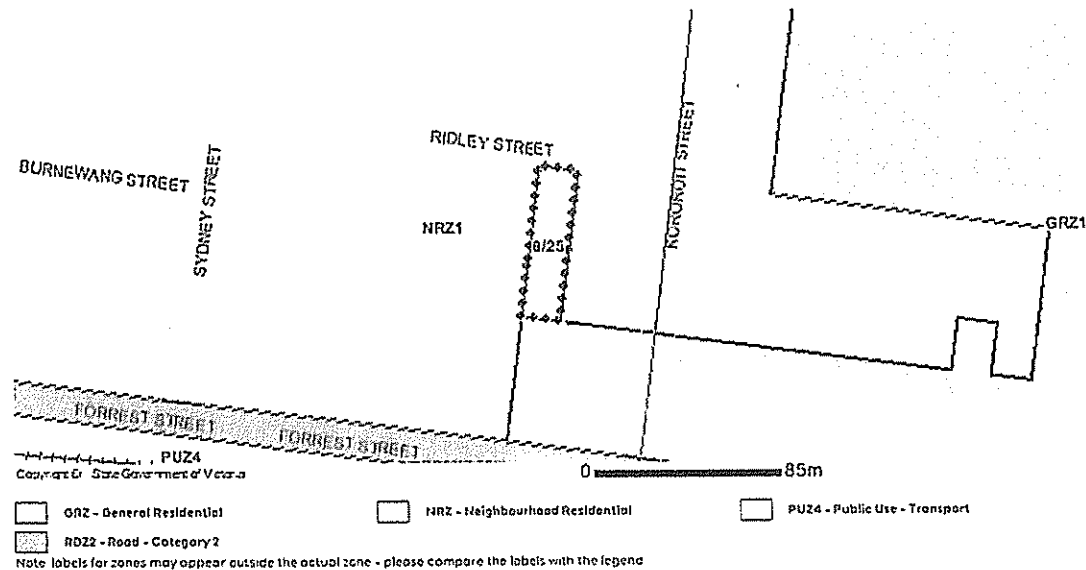 RIDLEY STREET
BURNEWANG STREET
SYDNEY STREET
KOROROIT STREET
NRZ1
8/25
GRZ1
FORREST STREET
FORREST STREET
PUZ4
0 85m
State Government of Victoria
GRZ - General Residential
NRZ - Neighbourhood Residential
PUZ4 - Public Use - Transport
RDZ2 - Road - Category 2
Note labels for zones may appear outside the actual zone - please compare the labels with the legend